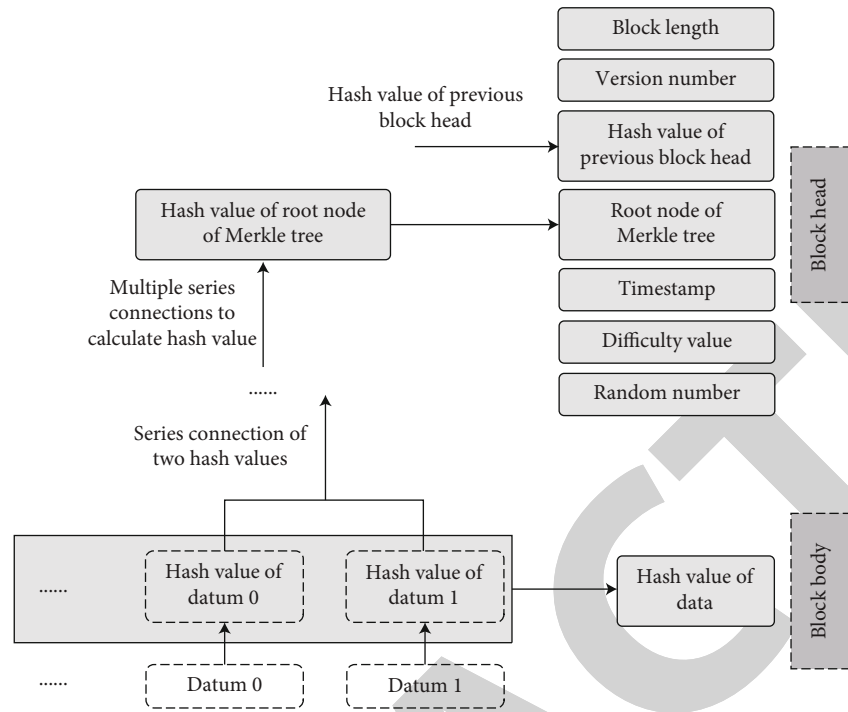 Block length
Version number
Hash value of previous
block head
Hash value of
previous block head
Hash value of root node
of Merkle tree
Root node of
Merkle tree
Block head
Multiple series
connections to
calculate hash value
Timestamp
Difficulty value
......
Random number
Series connection of
two hash values
......
Hash value of
datum 0
Hash value of
datum 1
Hash value of
data
Block body
......
Datum 0
Datum 1